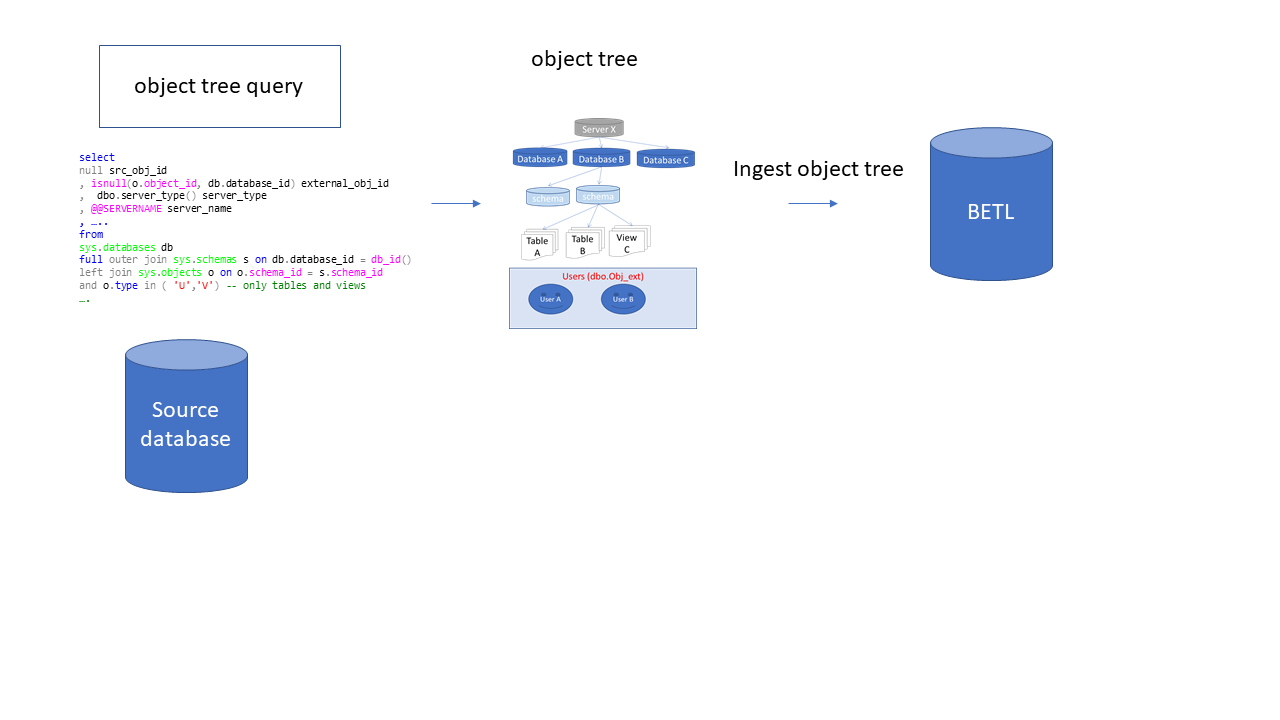 object tree query
select
null src_obj_id
, isnull(o.object_id, db.database_id) external_obj_id
,  dbo.server_type() server_type
, @@SERVERNAME server_name
, …..
from
sys.databases db
full outer join sys.schemas s on db.database_id = db_id()
left join sys.objects o on o.schema_id = s.schema_id
and o.type in ( 'U','V') -- only tables and views
….
Source
database
object tree
Server X
Database A
Database B
Database C
schema
schema
Table
A
Table
B
View
C
Users (dbo.Obj_ext)
User A
User B
Ingest object tree
BETL